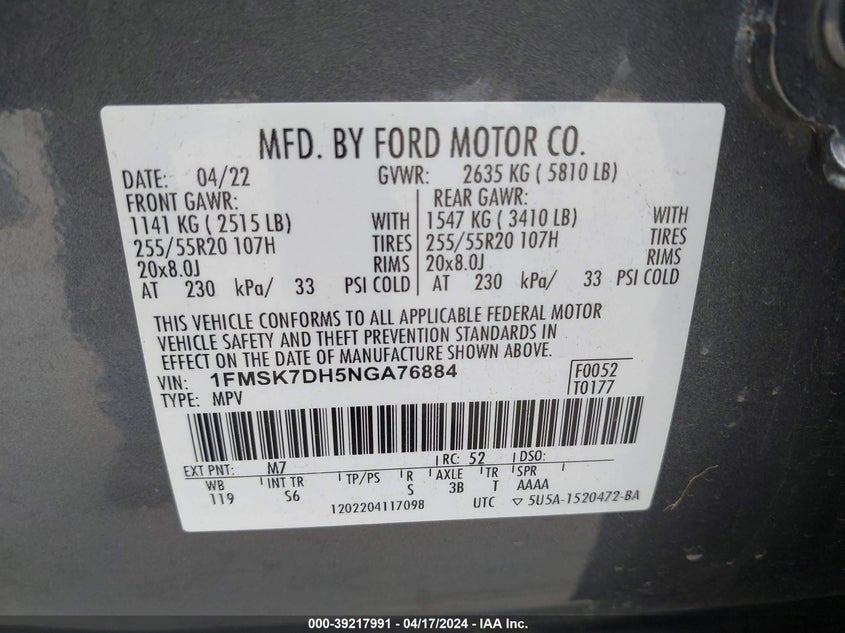 MFD. BY FORD MOTOR CO.
DATE: 04/22 GVWR: 2635 KG ( 5810 LB)
FRONT GAWR: REAR GAWR:
1141 KG ( 2515 LB) WITH 1547 KG ( 3410 LB) WITH
255/55R20 107H TIRES 255/55R20 107H TIRES
20x8.0J RIMS 20x8.0J RIMS
AT 230 kPa/ 33 PSI COLD AT 230 kPa/ 33 PSI COLD
THIS VEHICLE CONFORMS TO ALL APPLICABLE FEDERAL MOTOR
VEHICLE SAFETY AND THEFT PREVENTION STANDARDS IN
EFFECT ON THE DATE OF MANUFACTURE SHOWN ABOVE.
VIN: 1FMSK7DH5NGA76884 F0052
TYPE: MPV T0177
EXT PNT: M7 RC: 52 DSO:
WB INT TR TP/PS R AXLE TR SPR
119 S6 S 3B T AAAA
1202204117098 UTC ▽ 5U5A-1520472-BA
000-39217991 - 04/17/2024 - IAA Inc.